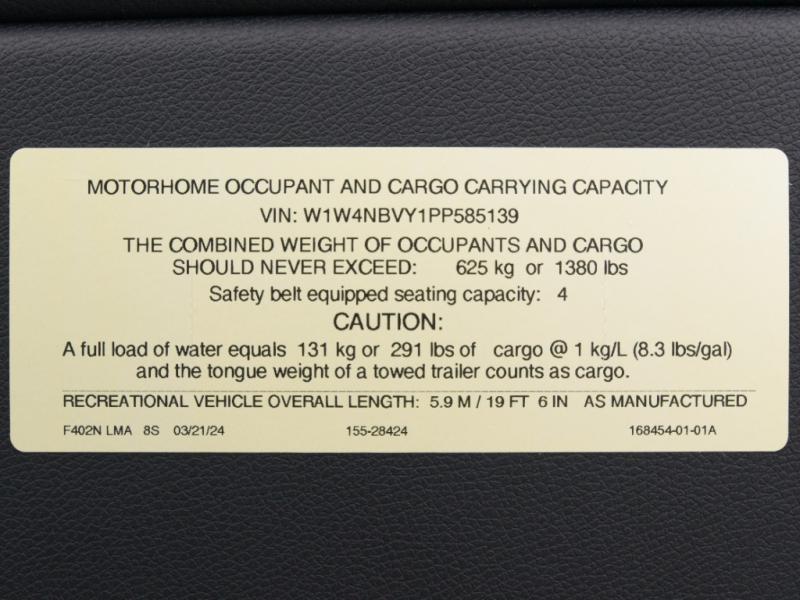 MOTORHOME OCCUPANT AND CARGO CARRYING CAPACITY
VIN: W1W4NBVY1PP585139
THE COMBINED WEIGHT OF OCCUPANTS AND CARGO
SHOULD NEVER EXCEED: 625 kg or 1380 lbs
Safety belt equipped seating capacity: 4
CAUTION:
A full load of water equals 131 kg or 291 lbs of cargo @ 1 kg/L (8.3 lbs/gal)
and the tongue weight of a towed trailer counts as cargo.
RECREATIONAL VEHICLE OVERALL LENGTH: 5.9 M / 19 FT 6 IN AS MANUFACTURED
F402N LMA 8S 03/21/24 155-28424 168454-01-01A